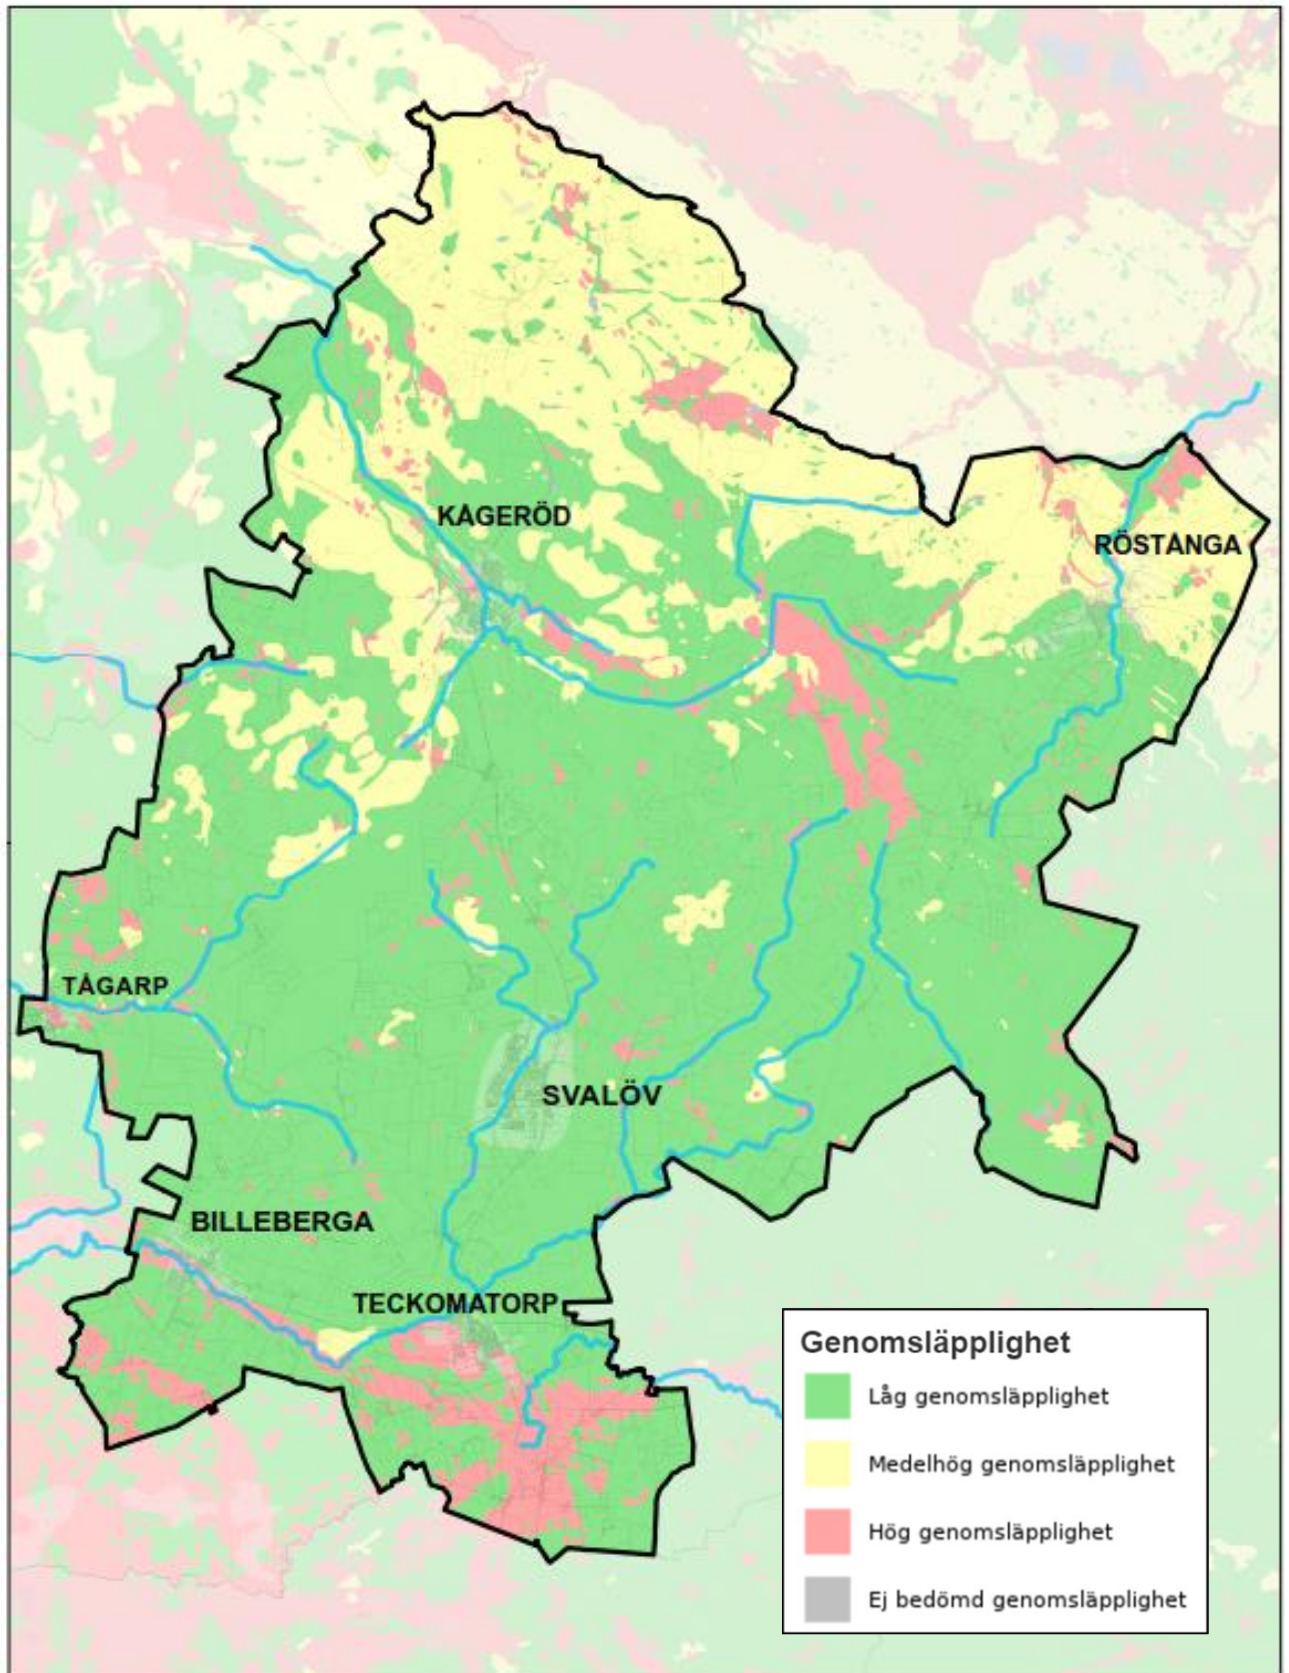 KÅGERÖD
RÖSTÅNGA
TÅGARP
SVALÖV
BILLEBERGA
TECKOMATORP
Genomsläpplighet
Låg genomsläpplighet
Medelhög genomsläpplighet
Hög genomsläpplighet
Ej bedömd genomsläpplighet